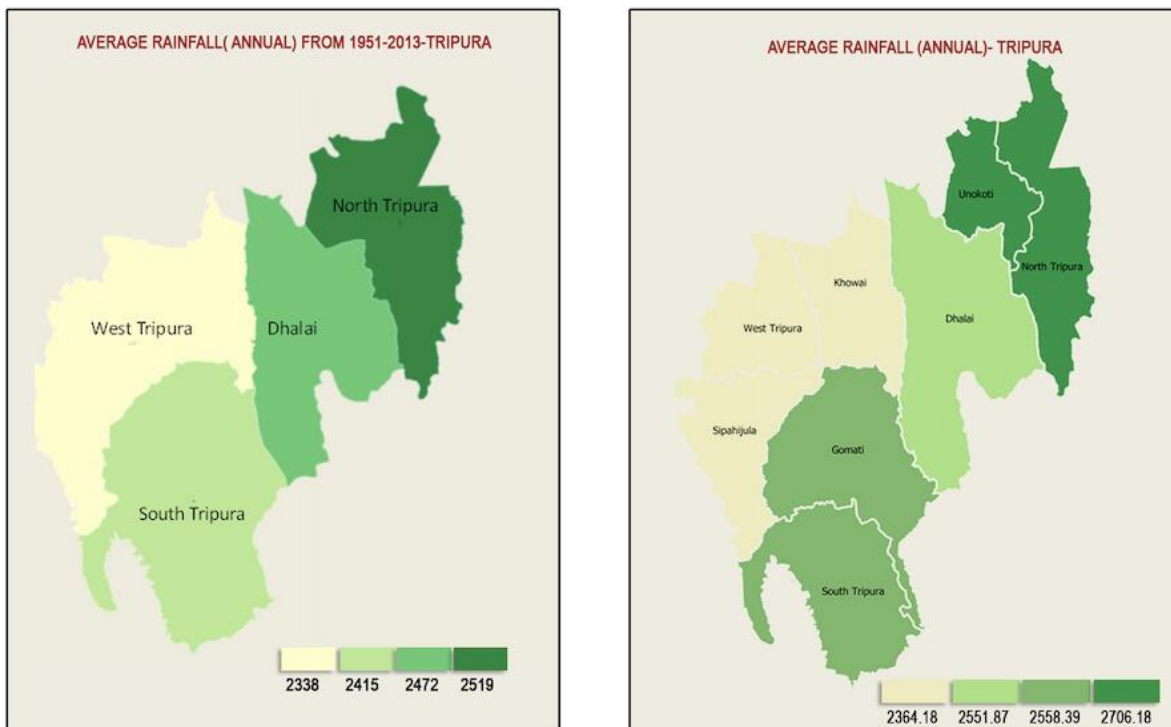 AVERAGE RAINFALL( ANNUAL) FROM 1951-2013-TRIPURA
North Tripura
West Tripura
Dhalai
South Tripura
2338 2415 2472 2519
AVERAGE RAINFALL (ANNUAL)- TRIPURA
Unokoti
North Tripura
Khowai
West Tripura
Dhalai
Sipahijula
Gomati
South Tripura
2364.18 2551.87 2558.39 2706.18